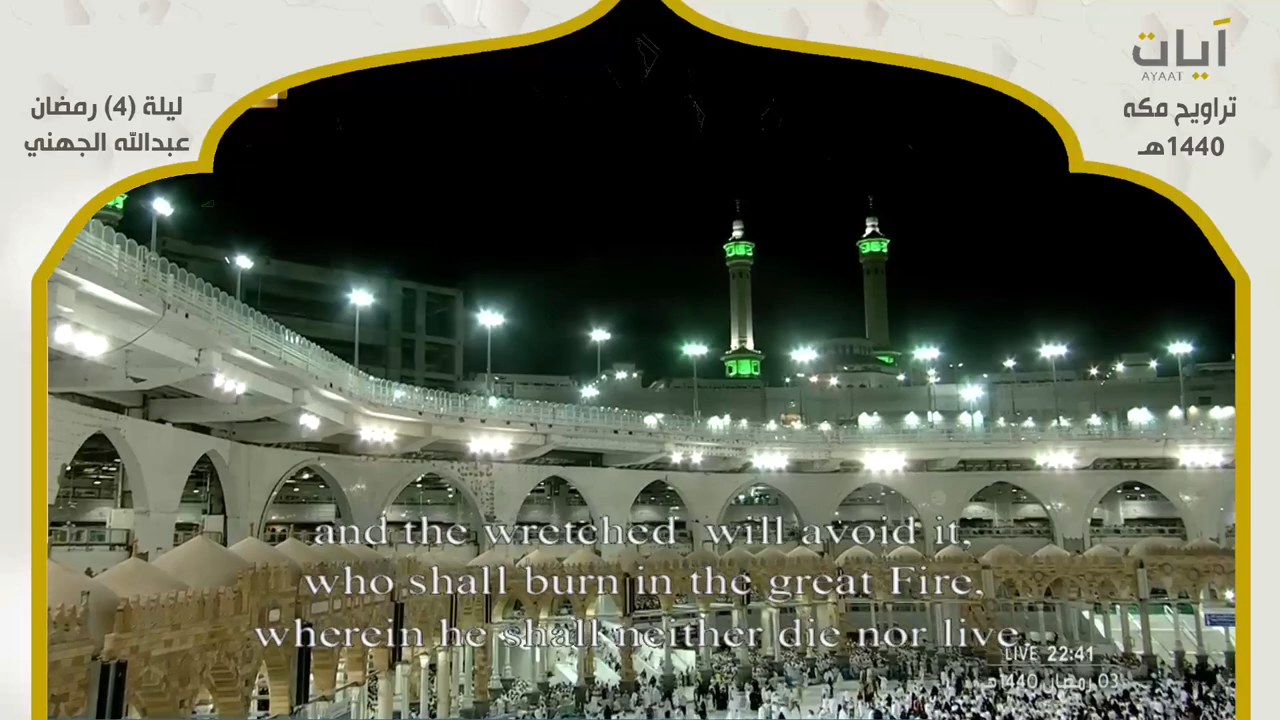 آيات
AYAAT
تراويح مكه
1440هـ
ليلة (4) رمضان
عبدالله الجهني
and the wretched will avoid it,
who shall burn in the great Fire,
wherein he shall neither die nor live
LIVE 22:41
03 رمضان 1440هـ